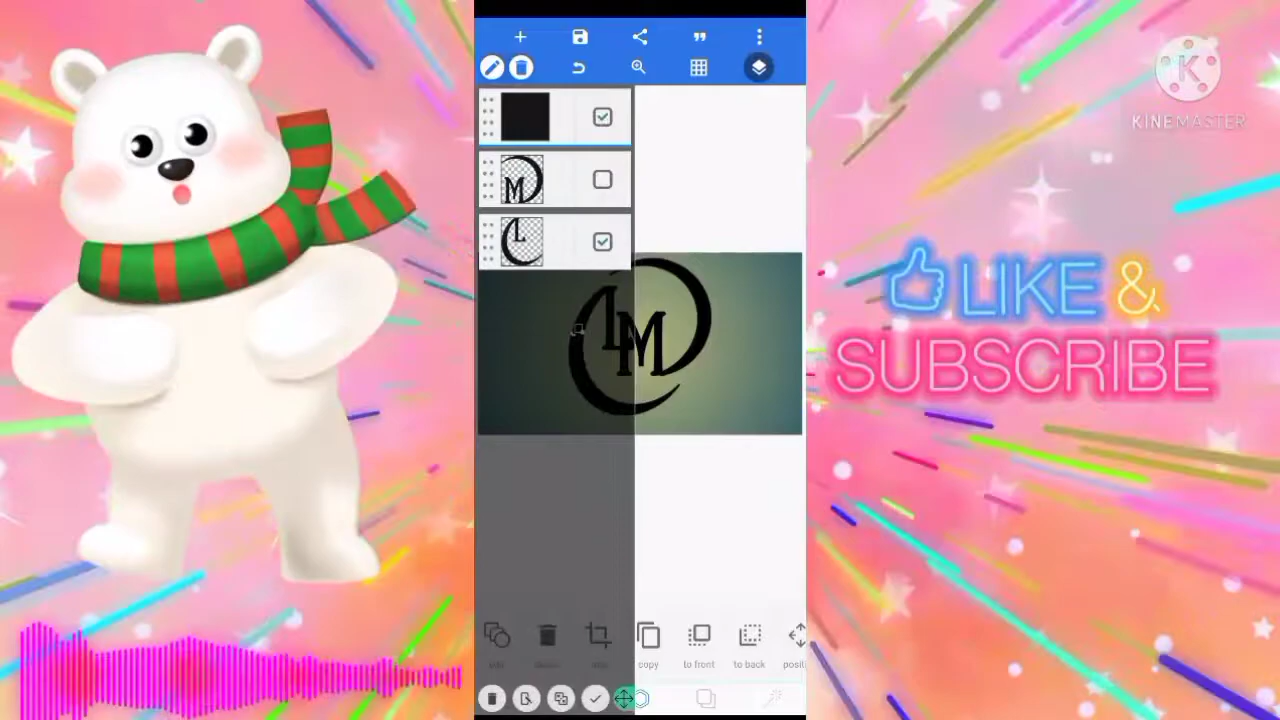 K
KINEMASTER
LIKE &
SUBSCRIBE
M
L
LM
copy
to front
to back